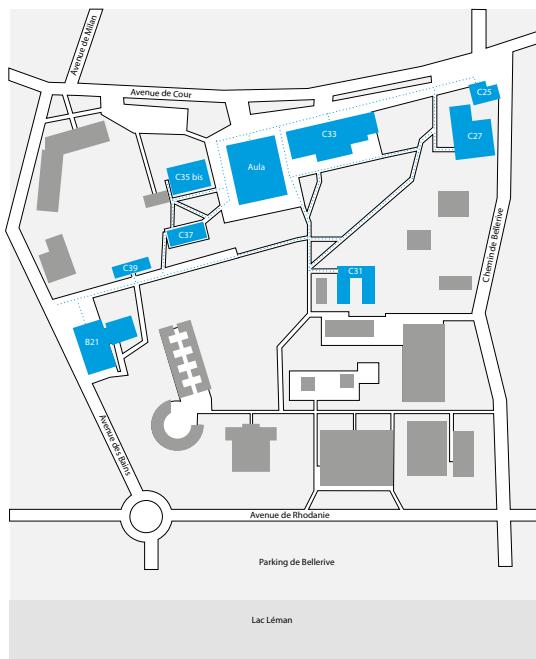 Avenue de Milan
Avenue de Cour
C25
C33
C27
C35 bis
Aula
C37
Chemin de Bellerive
C39
C31
B21
Avenue des Bains
Avenue de Rhodanie
Parking de Bellerive
Lac Léman